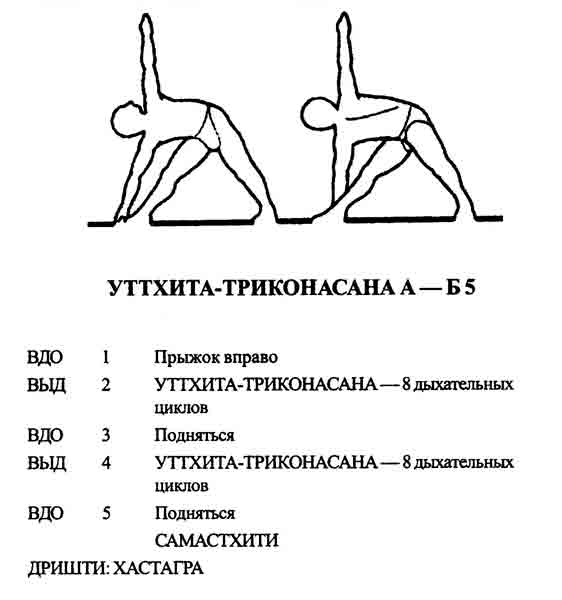 УТТХИТА-ТРИКОНАСАНА А — Б 5
ВДО 1 Прыжок вправо
ВЫД 2 УТТХИТА-ТРИКОНАСАНА — 8 дыхательных
циклов
ВДО 3 Подняться
ВЫД 4 УТТХИТА-ТРИКОНАСАНА — 8 дыхательных
циклов
ВДО 5 Подняться
САМАСТХИТИ
ДРИШТИ: ХАСТАГРА